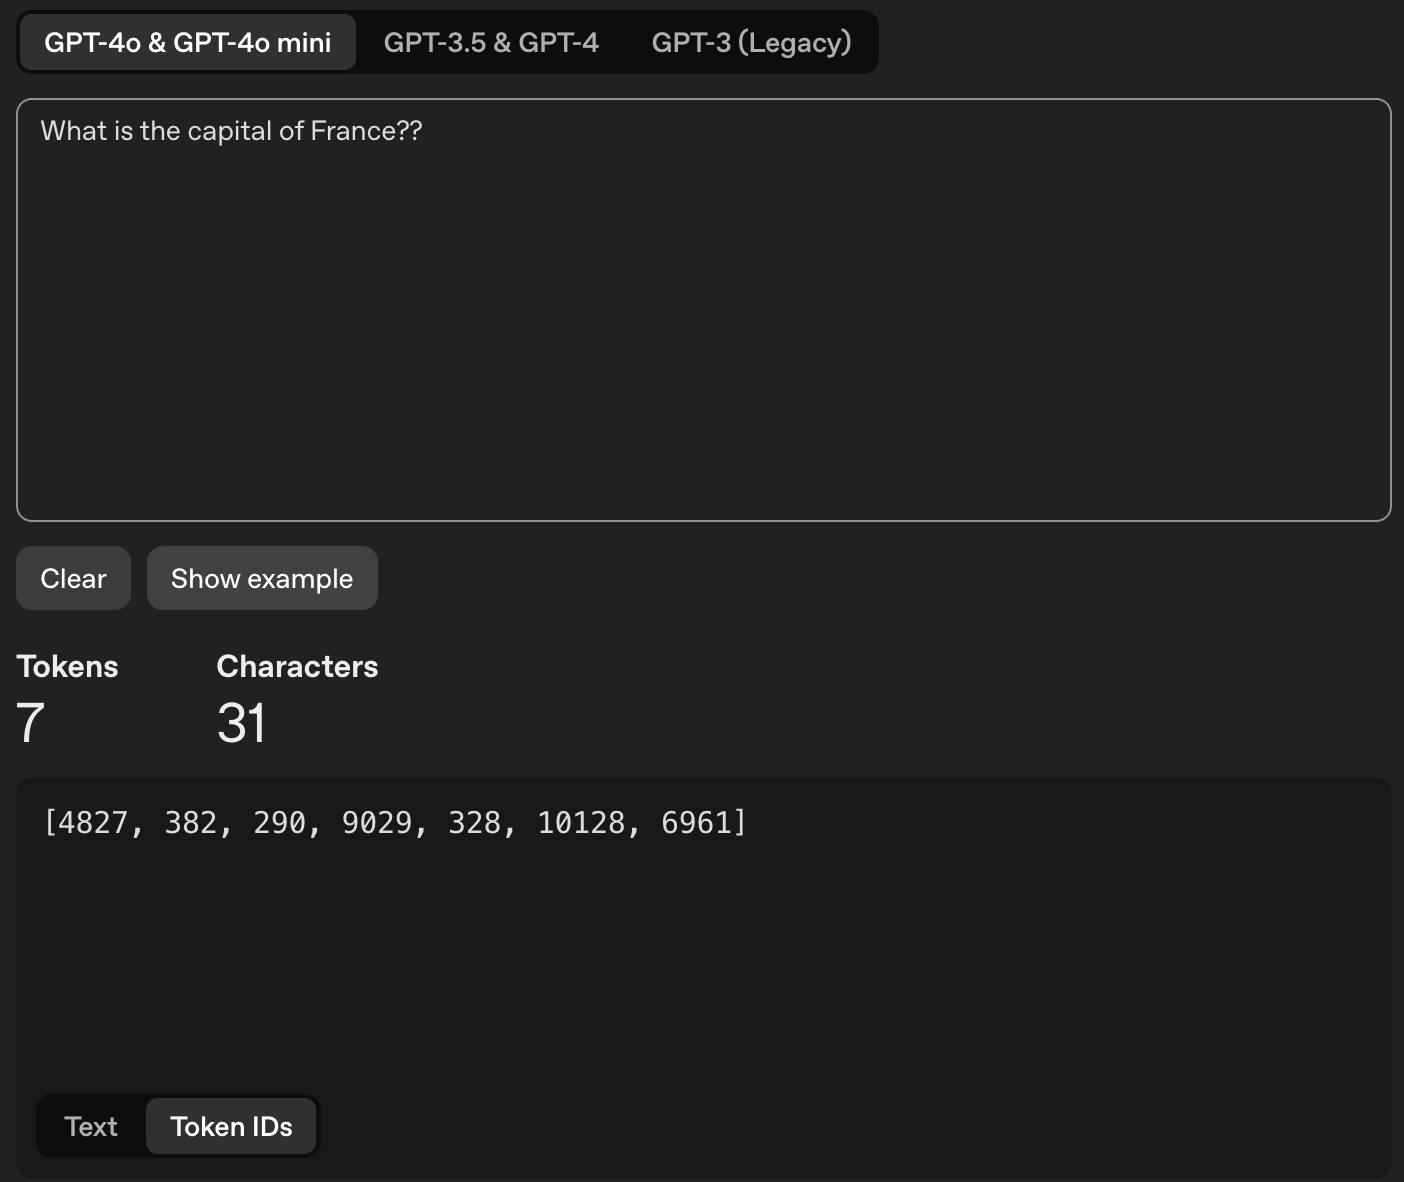 GPT-4o & GPT-4o mini GPT-3.5 & GPT-4 GPT-3 (Legacy)
What is the capital of France??
Clear Show example
Tokens Characters
7 31
[4827, 382, 290, 9029, 328, 10128, 6961]
Text Token IDs